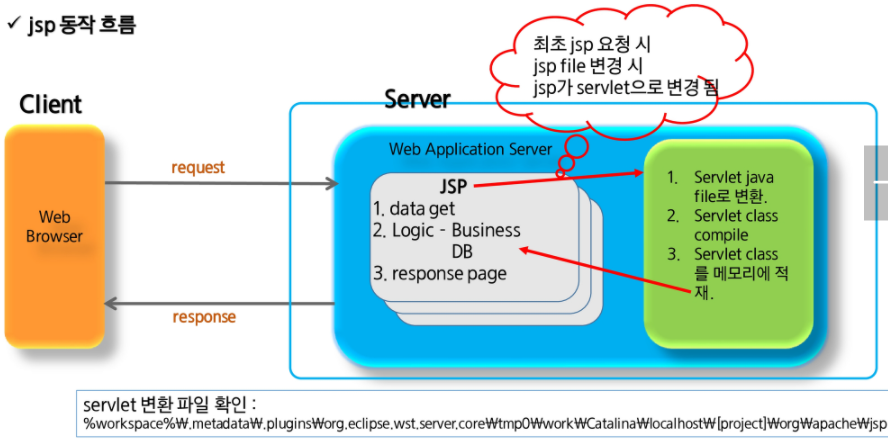 ✓ jsp 동작 흐름
최초 jsp 요청 시
jsp file 변경 시
jsp가 servlet으로 변경 됨
Client
Server
Web Application Server
request
Web
Browser
response
JSP
1. data get
2. Logic - Business
DB
3. response page
1. Servlet java
file로 변환.
2. Servlet class
compile
3. Servlet class
를 메모리에 적
재.
servlet 변환 파일 확인 :
%workspace%₩.metadata₩.plugins₩org.eclipse.wst.server.core₩tmp0₩work₩Catalina₩localhost₩[project]₩org₩apache₩jsp